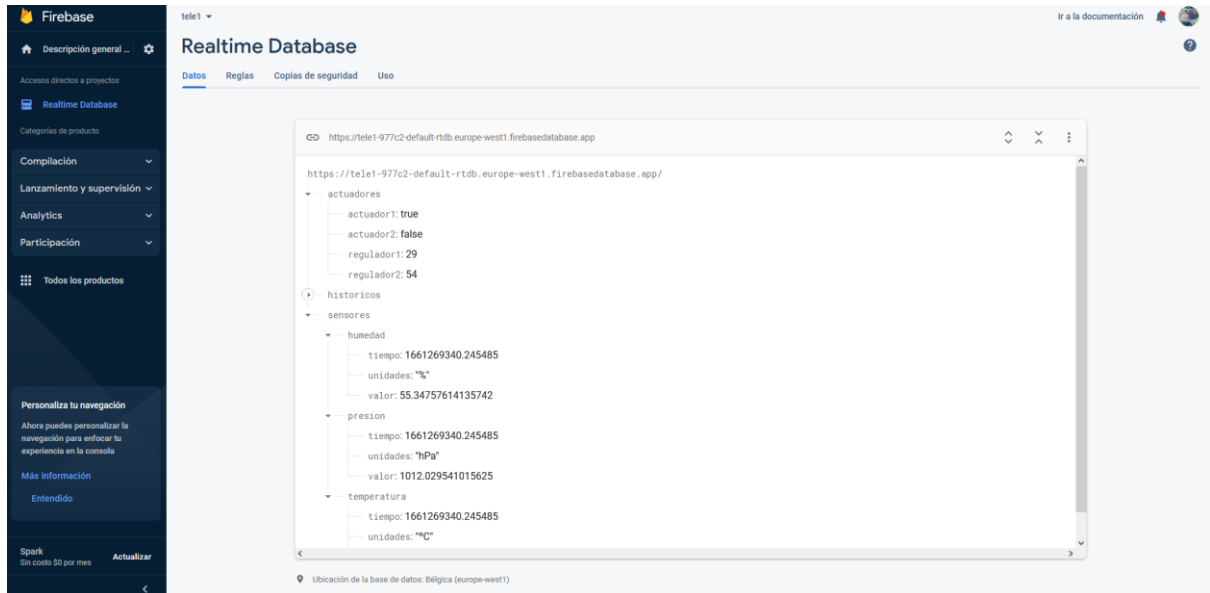 Firebase
Descripción general ...
Accesos directos a proyectos
Realtime Database
Categorías de producto
Compilación
Lanzamiento y supervisión
Analytics
Participación
Todos los productos
Personaliza tu navegación
Ahora puedes personalizar la
navegación para enfocar tu
experiencia en la consola
Más información
Entendido
Spark
Sin costo $0 por mes
Actualizar
tele1
Ir a la documentación
Realtime Database
Datos Reglas Copias de seguridad Uso
https://tele1-977c2-default-rtdb.europe-west1.firebasedatabase.app
https://tele1-977c2-default-rtdb.europe-west1.firebasedatabase.app/
actuadores
actuador1: true
actuador2: false
regulador1: 29
regulador2: 54
historicos
sensores
humedad
tiempo: 1661269340.245485
unidades: "%"
valor: 55.34757614135742
presion
tiempo: 1661269340.245485
unidades: "hPa"
valor: 1012.029541015625
temperatura
tiempo: 1661269340.245485
unidades: "ºC"
Ubicación de la base de datos: Bélgica (europe-west1)